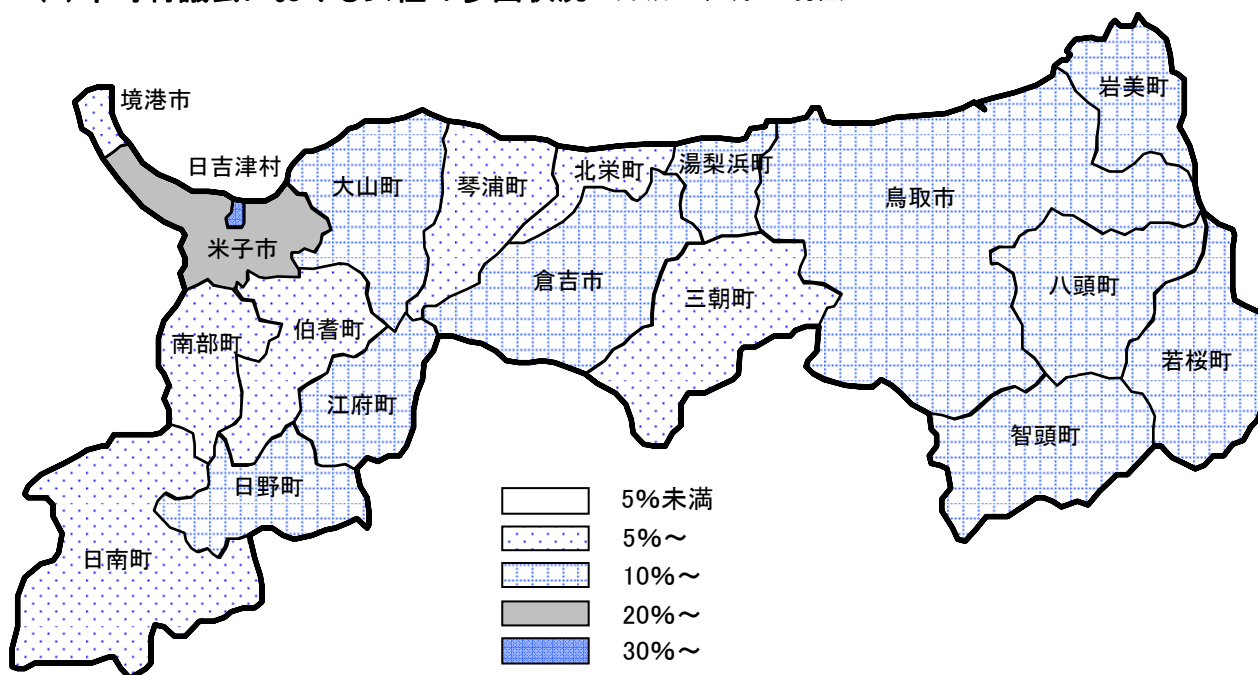 境港市
岩美町
日吉津村
北栄町
湯梨浜町
大山町
琴浦町
鳥取市
米子市
倉吉市
三朝町
八頭町
南部町
伯耆町
若桜町
江府町
智頭町
日野町
日南町
5%未満
5%～
10%～
20%～
30%～